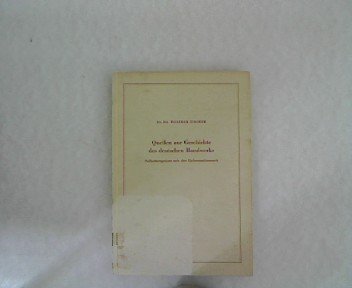 Quellen zur Geschichte
des deutschen Handwerks
Selbstzeugnisse seit der Reformationszeit